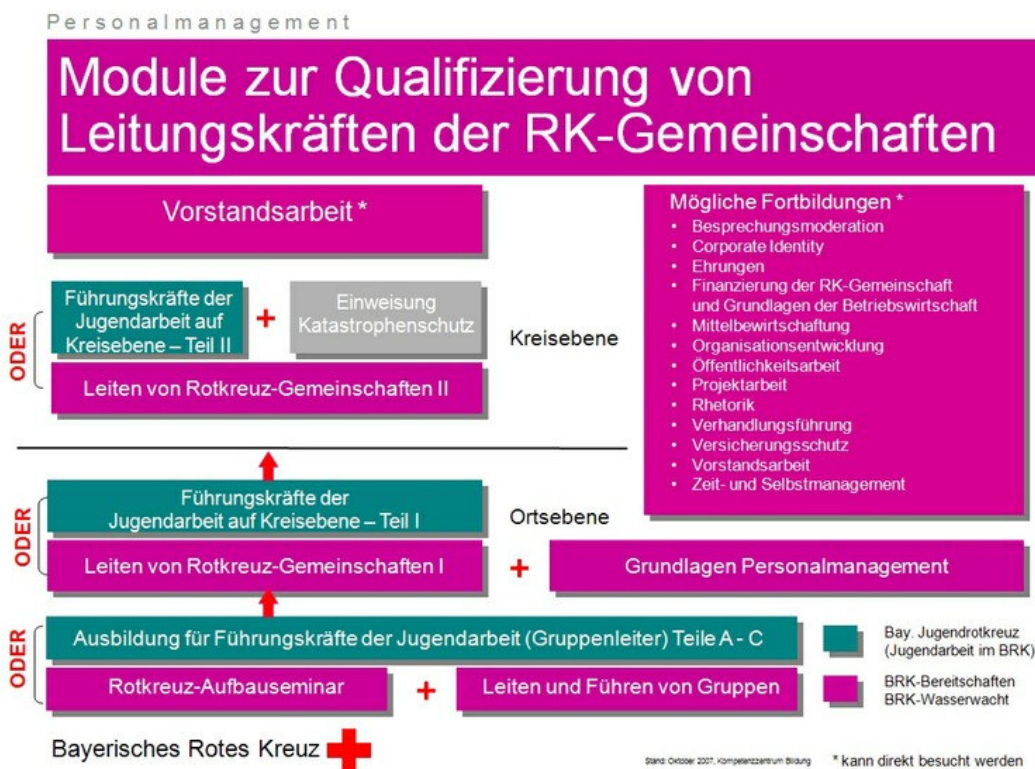 Personalmanagement
Module zur Qualifizierung von
Leitungskräften der RK-Gemeinschaften
Vorstandsarbeit *
Mögliche Fortbildungen *
• Besprechungsmoderation
• Corporate Identity
• Ehrungen
• Finanzierung der RK-Gemeinschaft
und Grundlagen der Betriebswirtschaft
• Mittelbewirtschaftung
• Organisationsentwicklung
• Öffentlichkeitsarbeit
• Projektarbeit
• Rhetorik
• Verhandlungsführung
• Versicherungsschutz
• Vorstandsarbeit
• Zeit- und Selbstmanagement
ODER
Führungskräfte der
Jugendarbeit auf
Kreisebene – Teil II
+
Einweisung
Katastrophenschutz
Kreisebene
Leiten von Rotkreuz-Gemeinschaften II
ODER
Führungskräfte der
Jugendarbeit auf Kreisebene – Teil I
Ortsebene
Leiten von Rotkreuz-Gemeinschaften I
+
Grundlagen Personalmanagement
ODER
Ausbildung für Führungskräfte der Jugendarbeit (Gruppenleiter) Teile A - C
Rotkreuz-Aufbauseminar
+
Leiten und Führen von Gruppen
Bay. Jugendrotkreuz
(Jugendarbeit im BRK)
BRK-Bereitschaften
BRK-Wasserwacht
Bayerisches Rotes Kreuz
Stand: Oktober 2007, Kompetenzzentrum Bildung
* kann direkt besucht werden